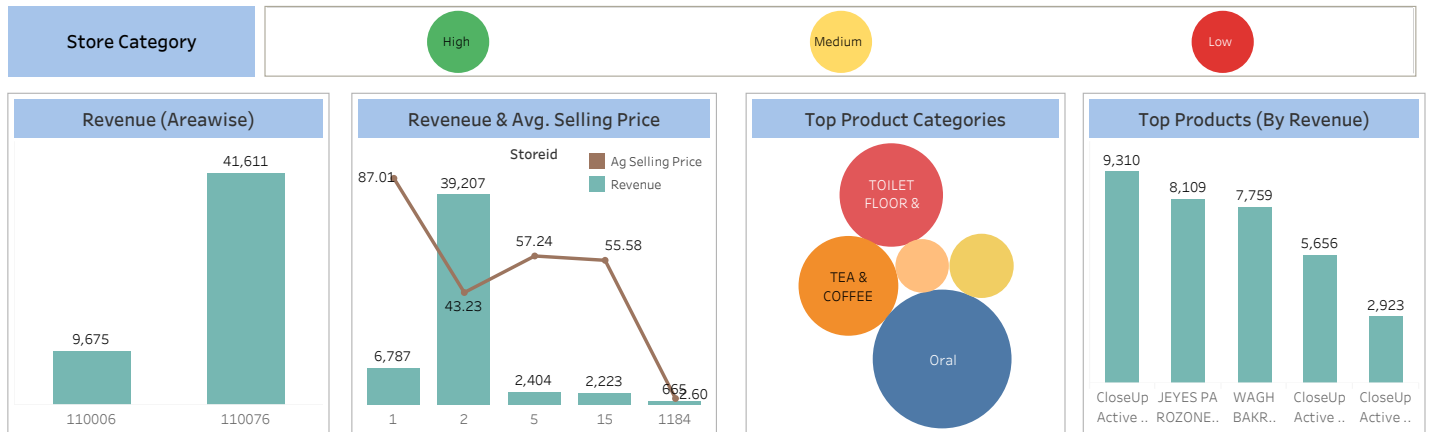 Store Category
High
Medium
Low
Revenue (Areawise)
41,611
9,675
110006
110076
Reveneue & Avg. Selling Price
Storeid
Ag Selling Price
Revenue
87.01
39,207
57.24
55.58
43.23
6,787
2,404
2,223
665
2.60
1
2
5
15
1184
Top Product Categories
TOILET
FLOOR &
TEA &
COFFEE
Oral
Top Products (By Revenue)
9,310
8,109
7,759
5,656
2,923
CloseUp
Active ..
JEYES PA
ROZONE..
WAGH
BAKR..
CloseUp
Active ..
CloseUp
Active ..